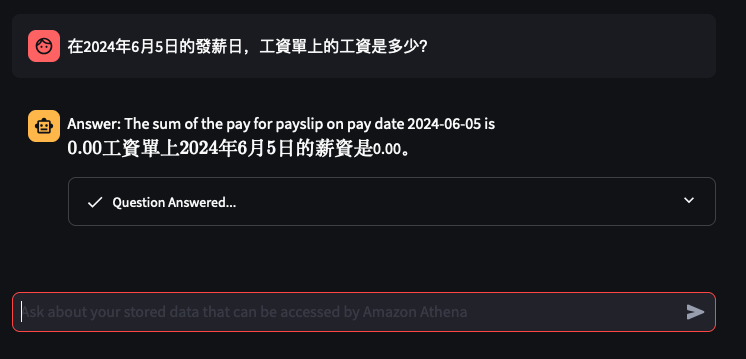 在2024年6月5日的發薪日，工資單上的工資是多少？
Answer: The sum of the pay for payslip on pay date 2024-06-05 is
0.00工資單上2024年6月5日的薪資是0.00。
Question Answered...
Ask about your stored data that can be accessed by Amazon Athena